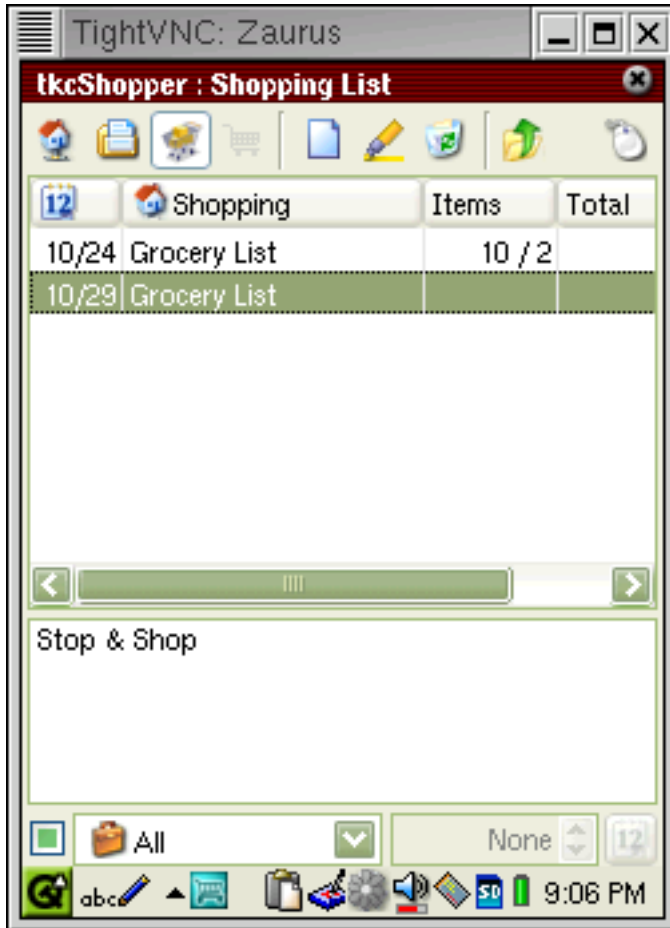 TightVNC: Zaurus
tkcShopper : Shopping List
12 Shopping Items Total
10/24 Grocery List 10 / 2
10/29 Grocery List
Stop & Shop
All None 12
abc SD 9:06 PM